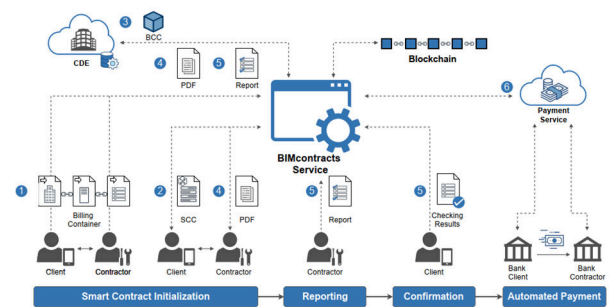 3
BCC
CDE
4
PDF
5
Report
Blockchain
6
Payment
Service
BIMcontracts
Service
1
Billing
Container
2
SCC
4
PDF
5
Report
5
Checking
Results
Client
Contractor
Client
Contractor
Contractor
Client
Bank
Client
Bank
Contractor
Smart Contract Initialization
Reporting
Confirmation
Automated Payment